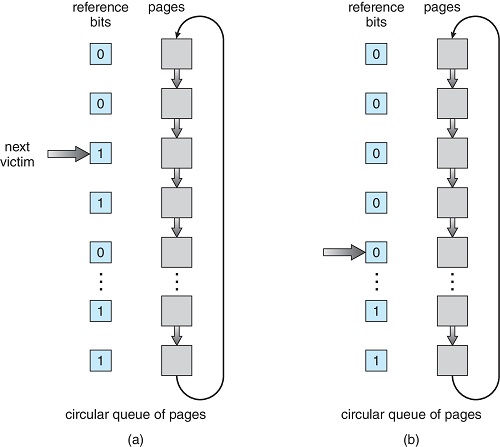 reference bits
pages
0
0
next victim
1
1
0
1
1
circular queue of pages
(a)
reference bits
pages
0
0
0
0
0
1
1
circular queue of pages
(b)